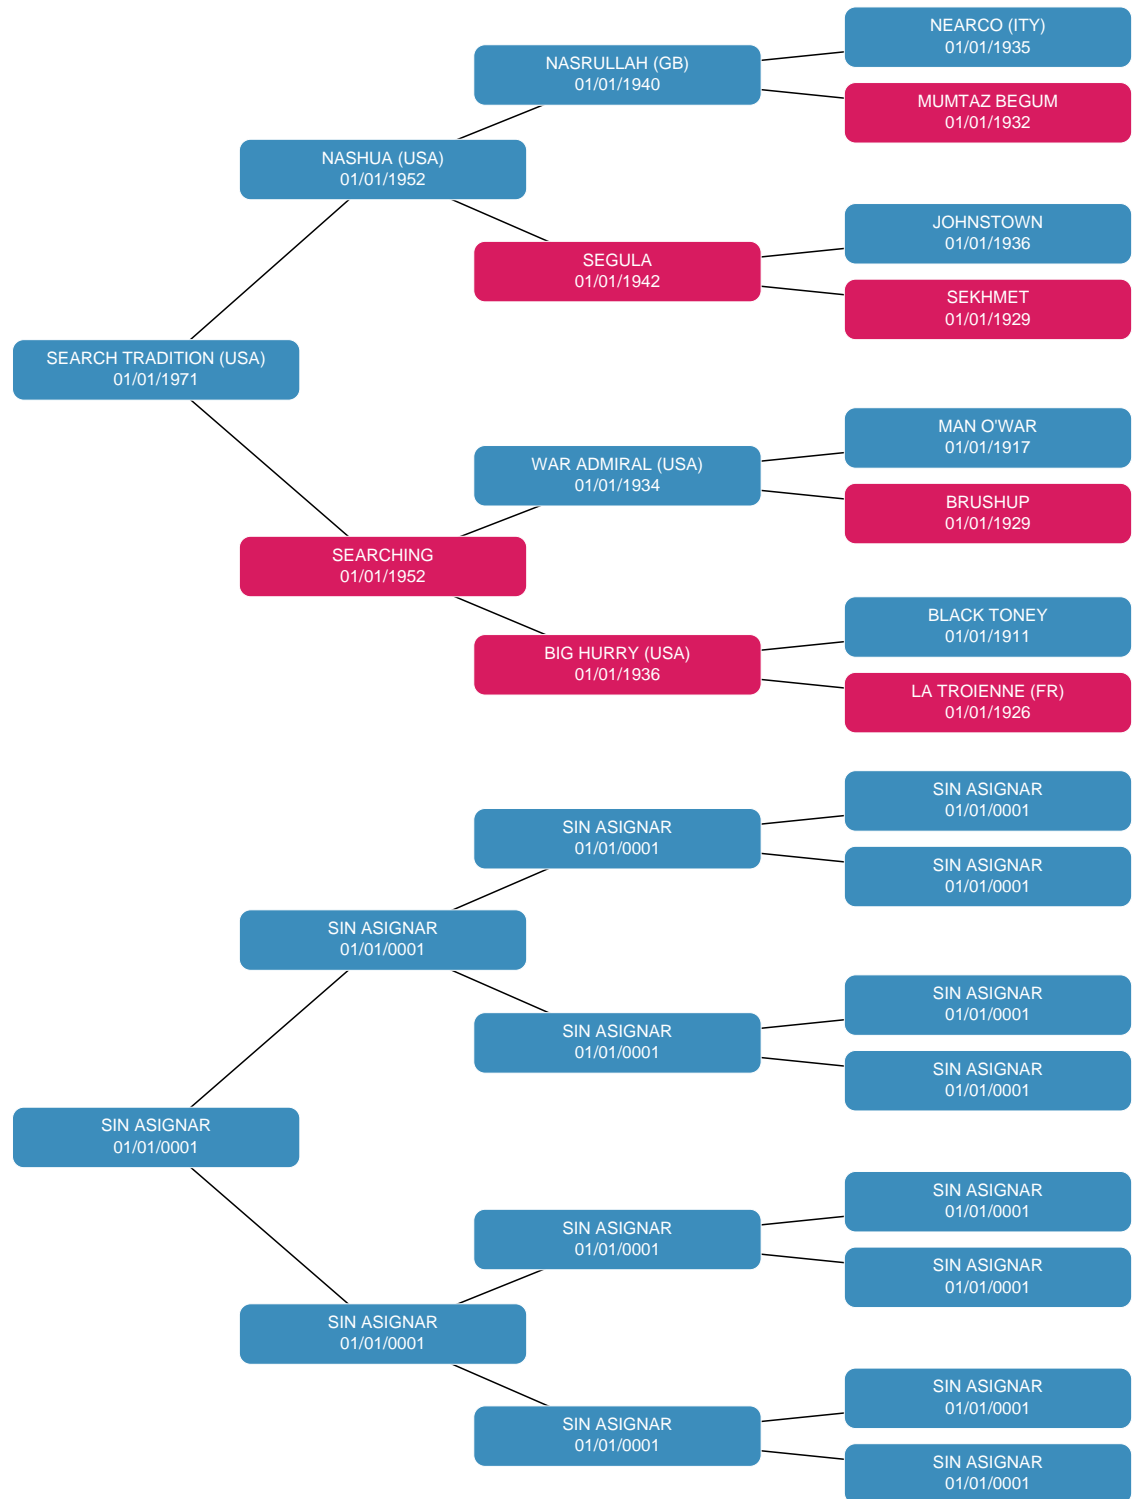 NEARCO (ITY)
01/01/1935
NASRULLAH (GB)
01/01/1940
MUMTAZ BEGUM
01/01/1932
NASHUA (USA)
01/01/1952
JOHNSTOWN
01/01/1936
SEGULA
01/01/1942
SEKHMET
01/01/1929
SEARCH TRADITION (USA)
01/01/1971
MAN O'WAR
01/01/1917
WAR ADMIRAL (USA)
01/01/1934
BRUSHUP
01/01/1929
SEARCHING
01/01/1952
BLACK TONEY
01/01/1911
BIG HURRY (USA)
01/01/1936
LA TROIENNE (FR)
01/01/1926
SIN ASIGNAR
01/01/0001
SIN ASIGNAR
01/01/0001
SIN ASIGNAR
01/01/0001
SIN ASIGNAR
01/01/0001
SIN ASIGNAR
01/01/0001
SIN ASIGNAR
01/01/0001
SIN ASIGNAR
01/01/0001
SIN ASIGNAR
01/01/0001
SIN ASIGNAR
01/01/0001
SIN ASIGNAR
01/01/0001
SIN ASIGNAR
01/01/0001
SIN ASIGNAR
01/01/0001
SIN ASIGNAR
01/01/0001
SIN ASIGNAR
01/01/0001
SIN ASIGNAR
01/01/0001